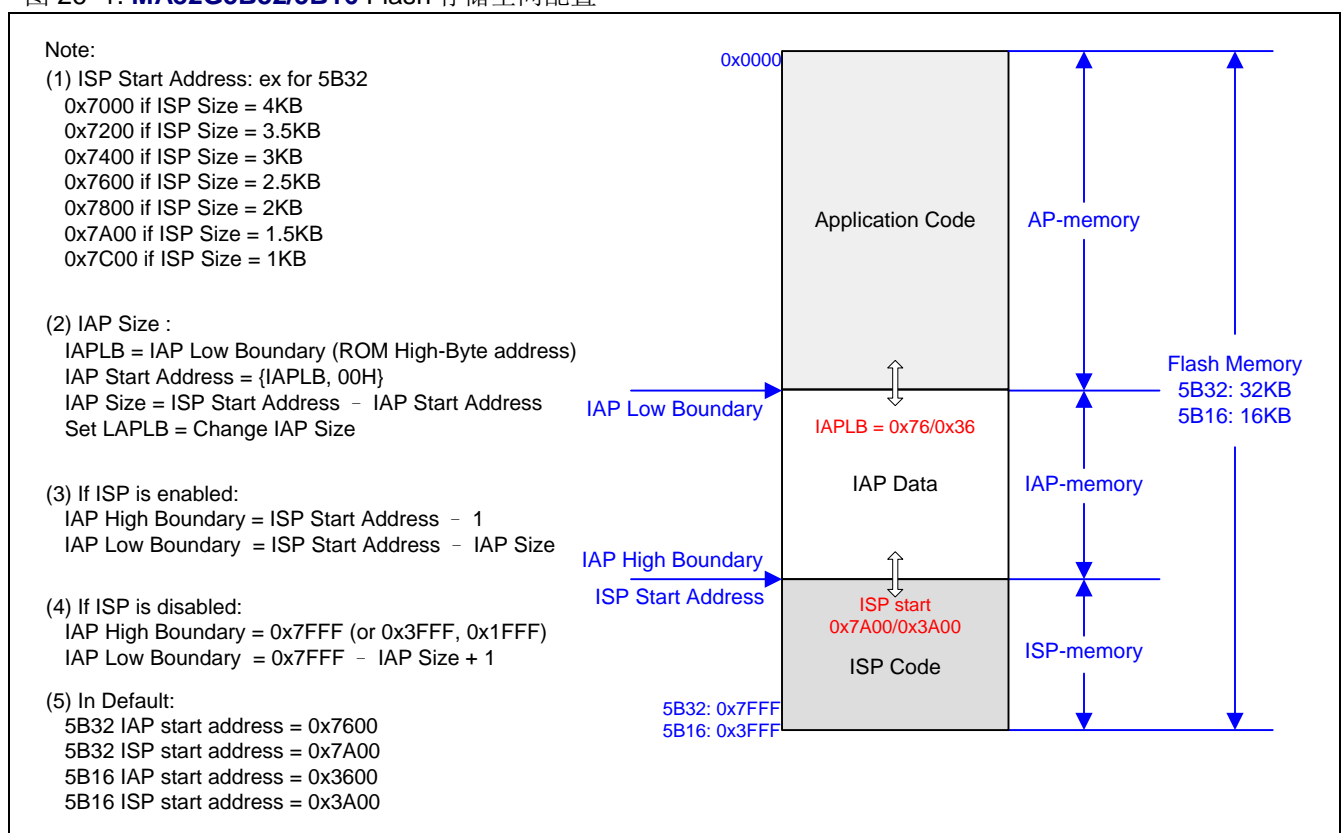 Note:
(1) ISP Start Address: ex for 5B32
0x7000 if ISP Size = 4KB
0x7200 if ISP Size = 3.5KB
0x7400 if ISP Size = 3KB
0x7600 if ISP Size = 2.5KB
0x7800 if ISP Size = 2KB
0x7A00 if ISP Size = 1.5KB
0x7C00 if ISP Size = 1KB
(2) IAP Size :
IAPLB = IAP Low Boundary (ROM High-Byte address)
IAP Start Address = {IAPLB, 00H}
IAP Size = ISP Start Address – IAP Start Address
Set LAPLB = Change IAP Size
(3) If ISP is enabled:
IAP High Boundary = ISP Start Address – 1
IAP Low Boundary = ISP Start Address – IAP Size
(4) If ISP is disabled:
IAP High Boundary = 0x7FFF (or 0x3FFF, 0x1FFF)
IAP Low Boundary = 0x7FFF – IAP Size + 1
(5) In Default:
5B32 IAP start address = 0x7600
5B32 ISP start address = 0x7A00
5B16 IAP start address = 0x3600
5B16 ISP start address = 0x3A00
0x0000
Application Code
AP-memory
Flash Memory
5B32: 32KB
5B16: 16KB
IAP Low Boundary
IAPLB = 0x76/0x36
IAP Data
IAP-memory
IAP High Boundary
ISP Start Address
ISP start
0x7A00/0x3A00
ISP Code
ISP-memory
5B32: 0x7FFF
5B16: 0x3FFF